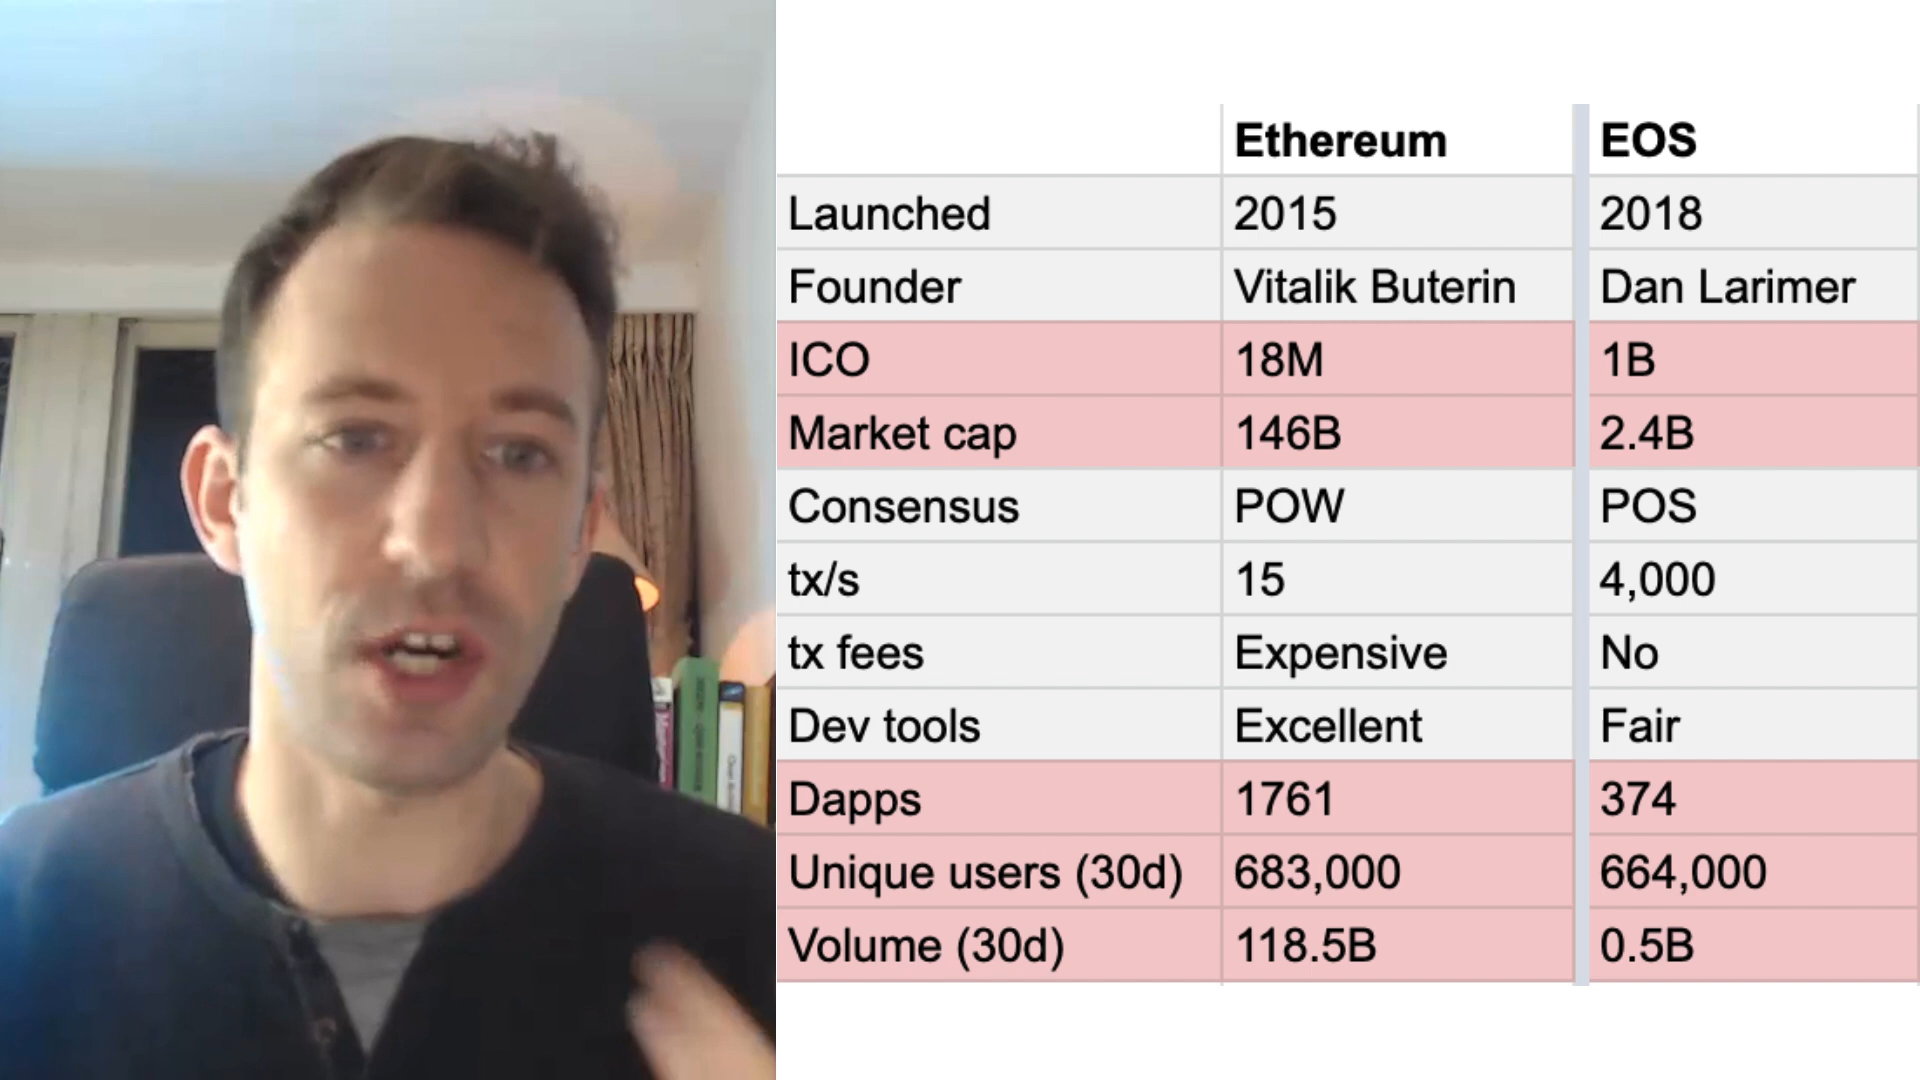 Ethereum EOS
Launched 2015 2018
Founder Vitalik Buterin Dan Larimer
ICO 18M 1B
Market cap 146B 2.4B
Consensus POW POS
tx/s 15 4,000
tx fees Expensive No
Dev tools Excellent Fair
Dapps 1761 374
Unique users (30d) 683,000 664,000
Volume (30d) 118.5B 0.5B